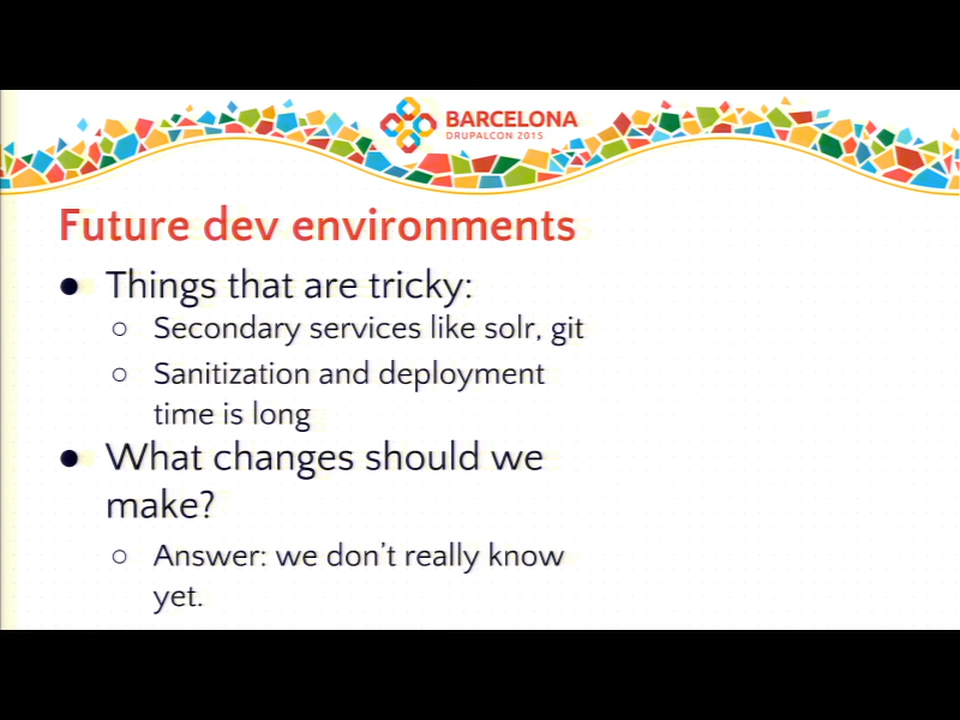 BARCELONA
DRUPALCON 2015
Future dev environments
● Things that are tricky:
○ Secondary services like solr, git
○ Sanitization and deployment
time is long
● What changes should we
make?
○ Answer: we don't really know
yet.